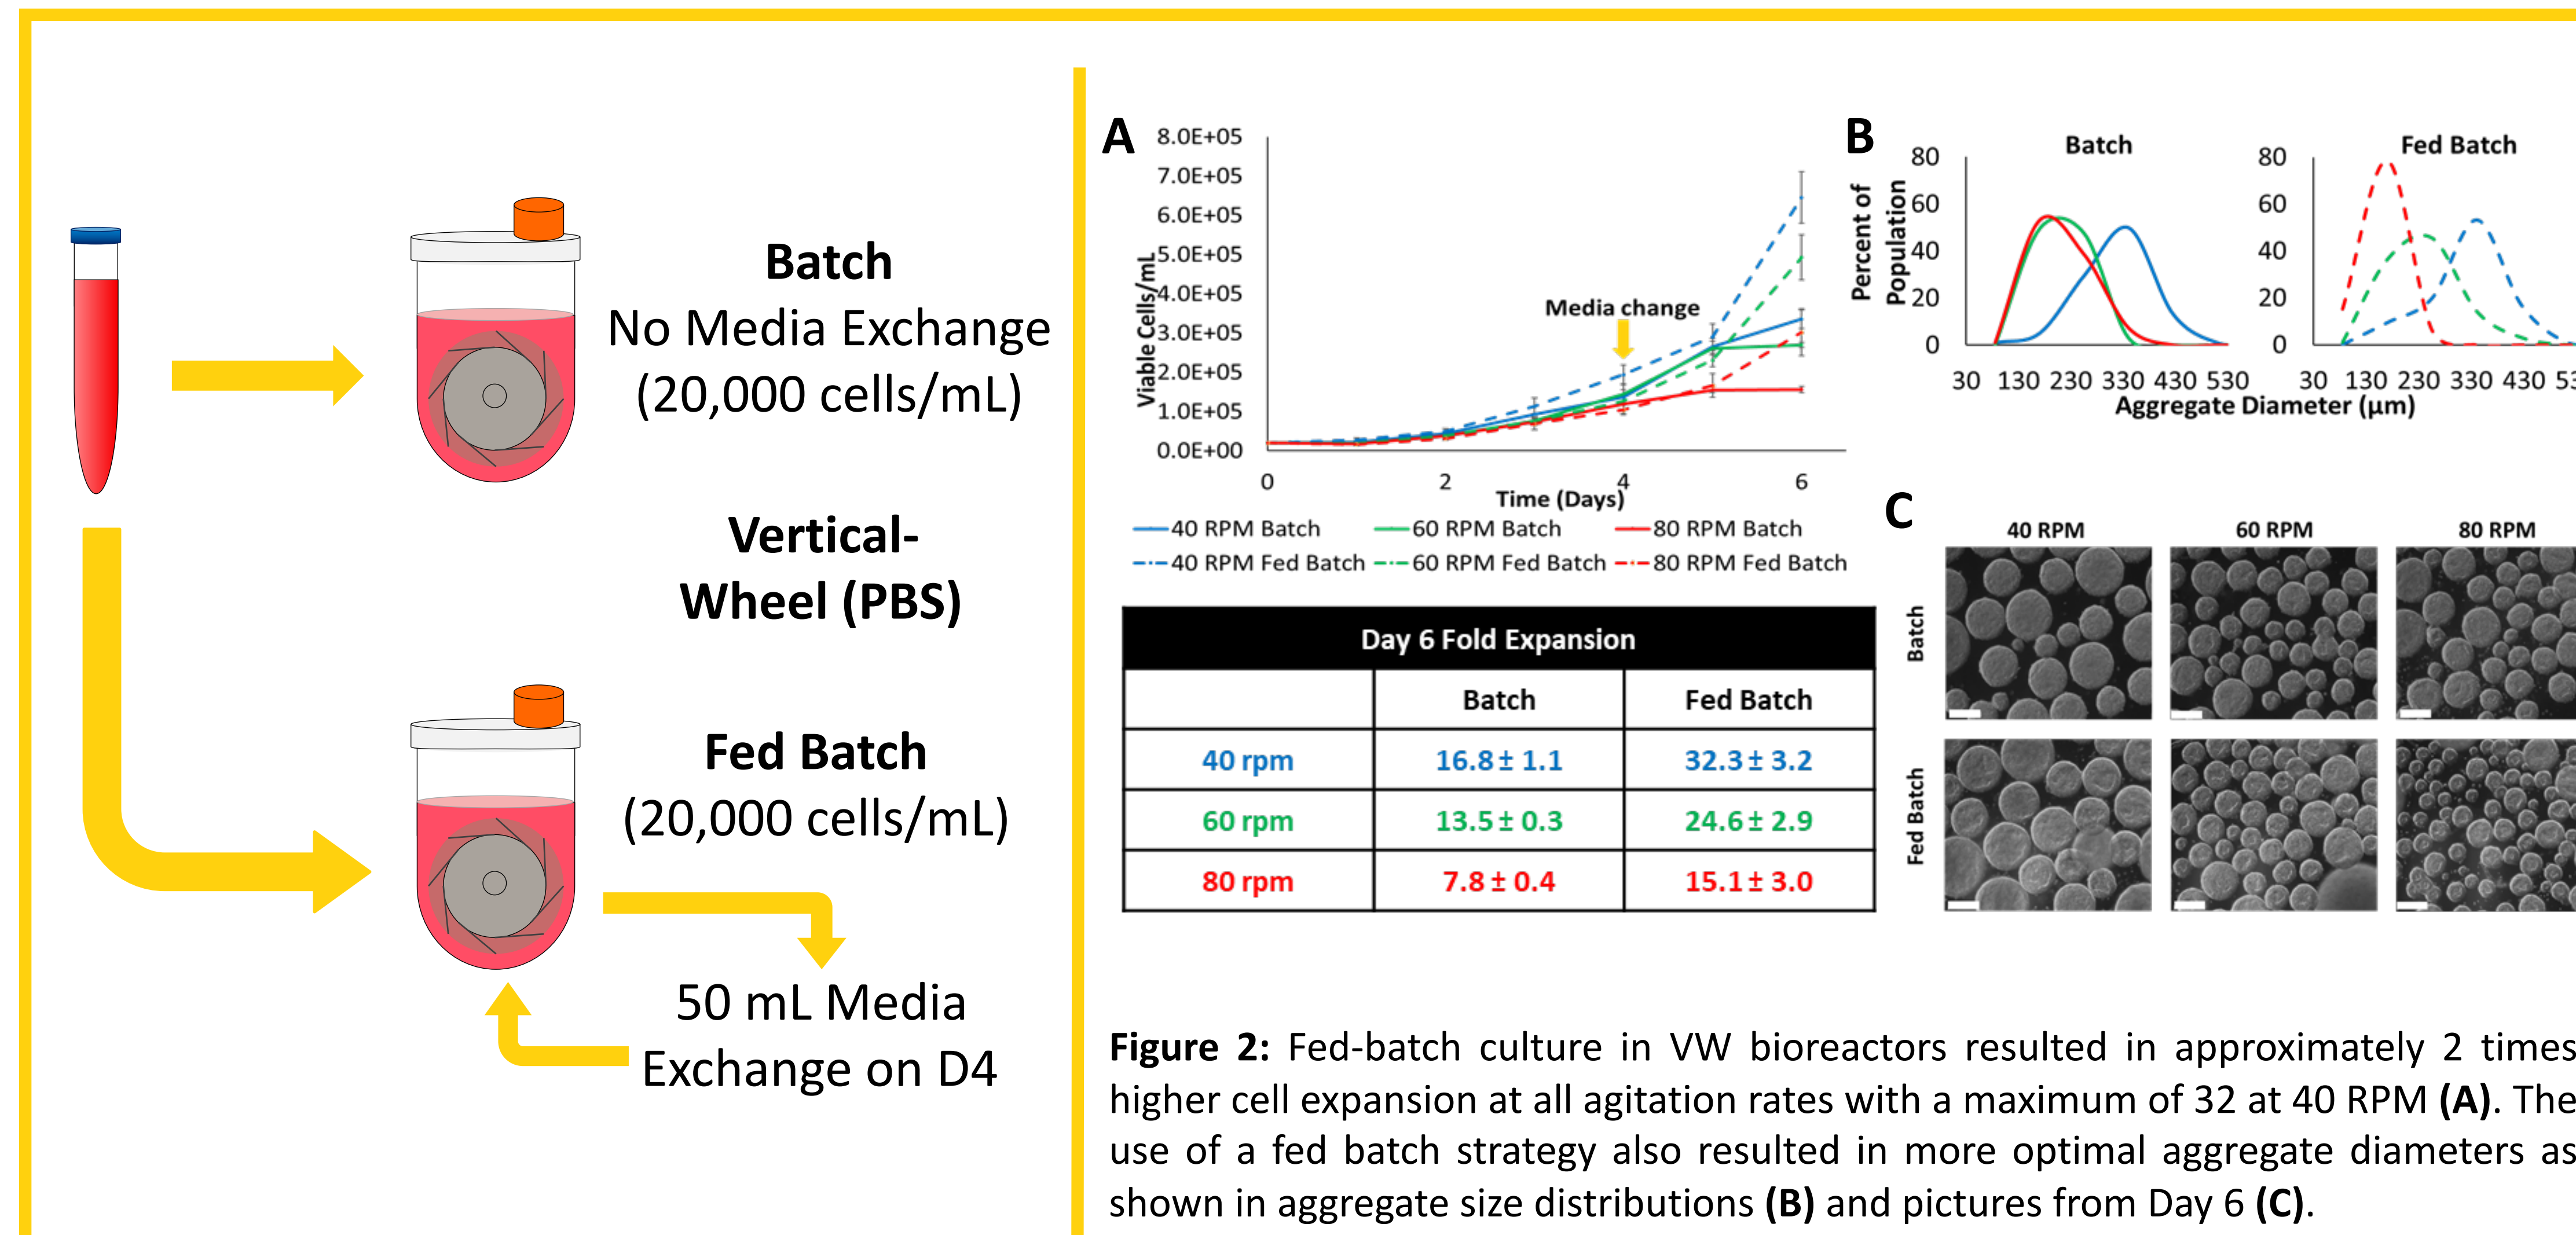 Batch
No Media Exchange
(20,000 cells/mL)
Vertical-
Wheel (PBS)
Fed Batch
(20,000 cells/mL)
50 mL Media
Exchange on D4
A
8.0E+05
7.0E+05
6.0E+05
5.0E+05
4.0E+05
3.0E+05
2.0E+05
1.0E+05
0.0E+00
Viable Cells/mL
Media change
0 2 4 6
Time (Days)
40 RPM Batch 60 RPM Batch 80 RPM Batch
40 RPM Fed Batch 60 RPM Fed Batch 80 RPM Fed Batch
Day 6 Fold Expansion
Batch Fed Batch
40 rpm 16.8 ± 1.1 32.3 ± 3.2
60 rpm 13.5 ± 0.3 24.6 ± 2.9
80 rpm 7.8 ± 0.4 15.1 ± 3.0
B
Batch
Percent of
Population
80
60
40
20
0
30 130 230 330 430 530
Fed Batch
80
60
40
20
0
30 130 230 330 430
Aggregate Diameter (µm)
C
40 RPM 60 RPM 80 RPM
Batch
Fed Batch
Figure 2: Fed-batch culture in VW bioreactors resulted in approximately 2 times
higher cell expansion at all agitation rates with a maximum of 32 at 40 RPM (A). The
use of a fed batch strategy also resulted in more optimal aggregate diameters as
shown in aggregate size distributions (B) and pictures from Day 6 (C).